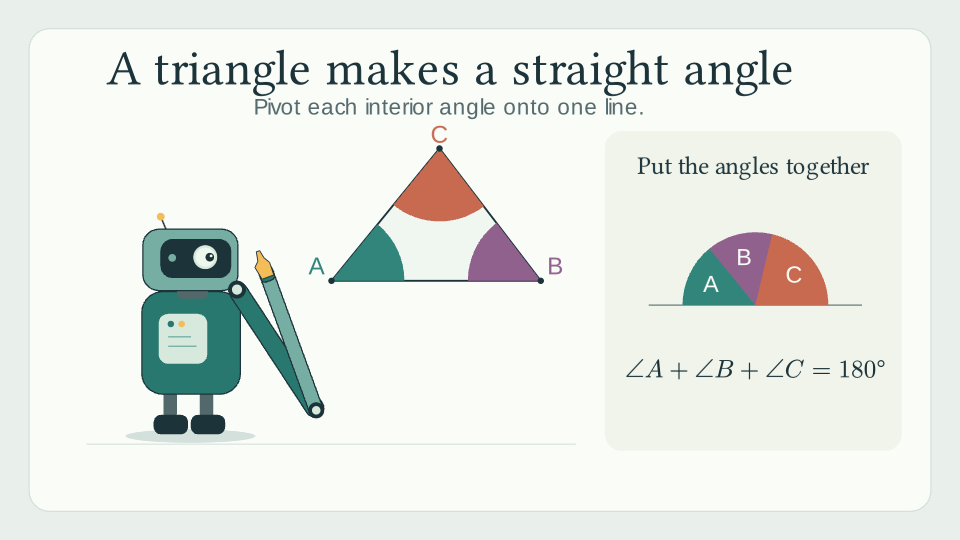 A triangle makes a straight angle
Pivot each interior angle onto one line.
C
A
B
Put the angles together
A
B
C
∠A + ∠B + ∠C = 180°